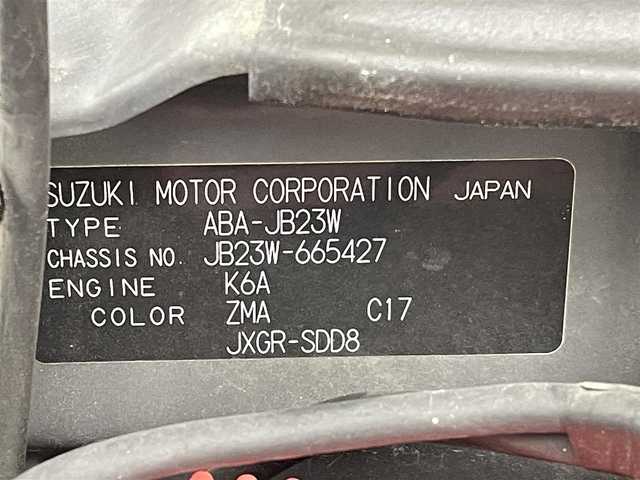 SUZUKI MOTOR CORPORATION JAPAN
TYPE ABA-JB23W
CHASSIS NO. JB23W-665427
ENGINE K6A
COLOR ZMA C17
JXGR-SDD8